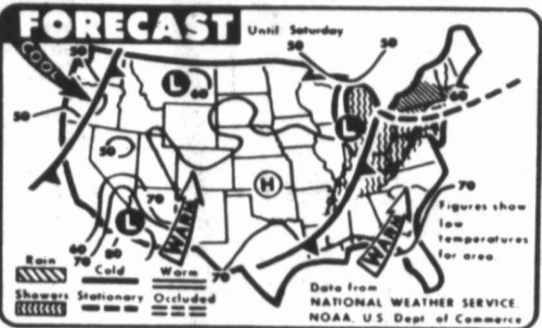 FORECAST Until Saturday
COOL
50
50
50
L
60
60
50
L
50
H
70
L
WARM
WARM
70
Figures show
low
temperatures
for area.
60
70
80
70
Rain Cold Warm
Showers Stationary Occluded
Data from
NATIONAL WEATHER SERVICE,
NOAA, U.S. Dept. of Commerce